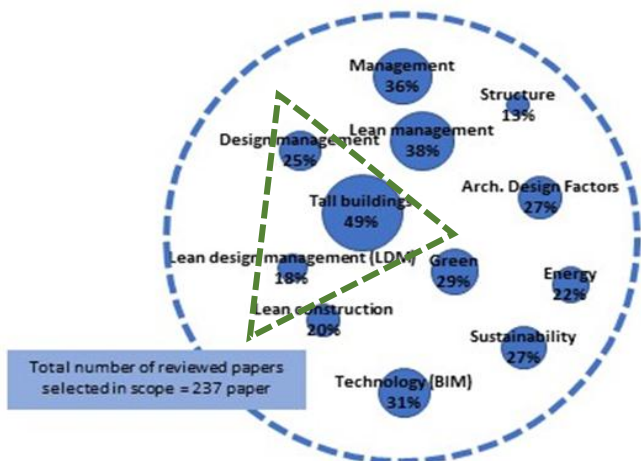 Management
36%
Structure
13%
Lean management
38%
Design management
25%
Arch. Design Factors
27%
Tall buildings
49%
Lean design management (LDM)
18%
Green
29%
Energy
22%
Lean construction
20%
Sustainability
27%
Total number of reviewed papers
selected in scope = 237 paper
Technology (BIM)
31%